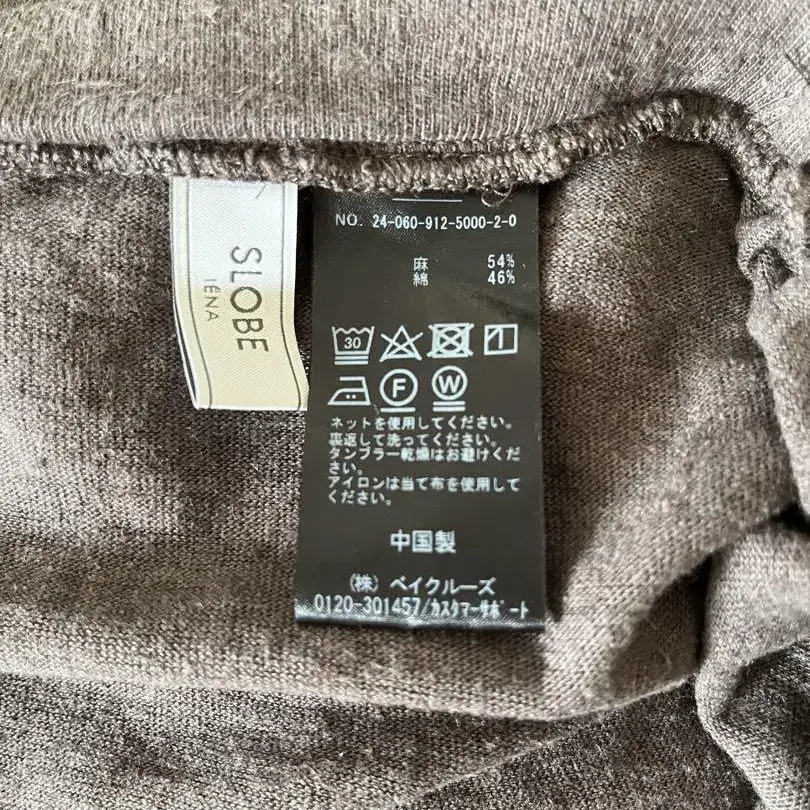 SLOBE
IÉNA
NO. 24-060-912-5000-2-0
麻 54%
綿 46%
30
F W
ネットを使用してください。
裏返して洗ってください。
タンブラー乾燥はお避けくだ
さい。
アイロンは当て布を使用して
ください。
中国製
(株) ベイクルーズ
0120-301457/カスタマーサポート